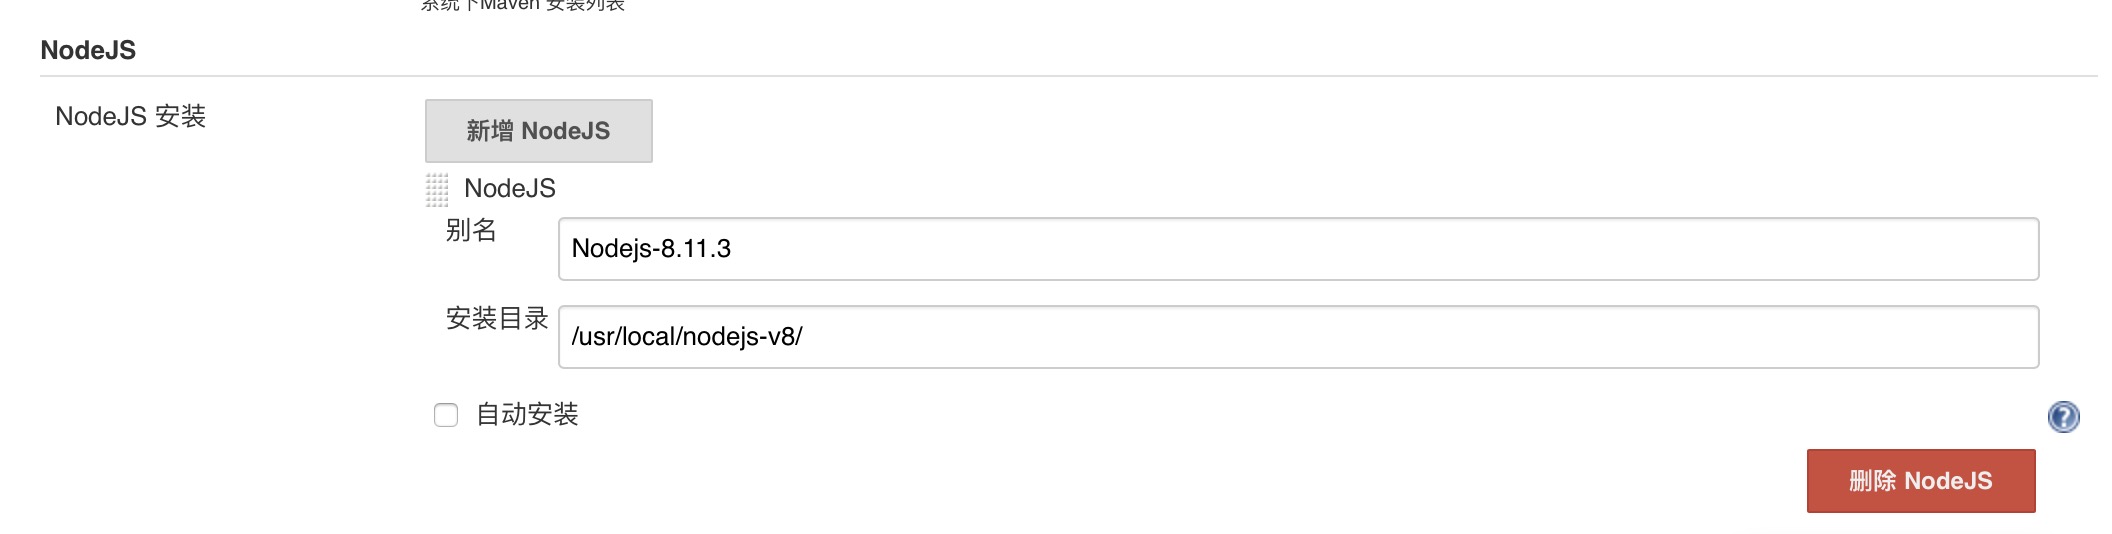 系统下Maven 安装列表
NodeJS
NodeJS 安装
新增 NodeJS
NodeJS
别名
Nodejs-8.11.3
安装目录
/usr/local/nodejs-v8/
自动安装
?
删除 NodeJS